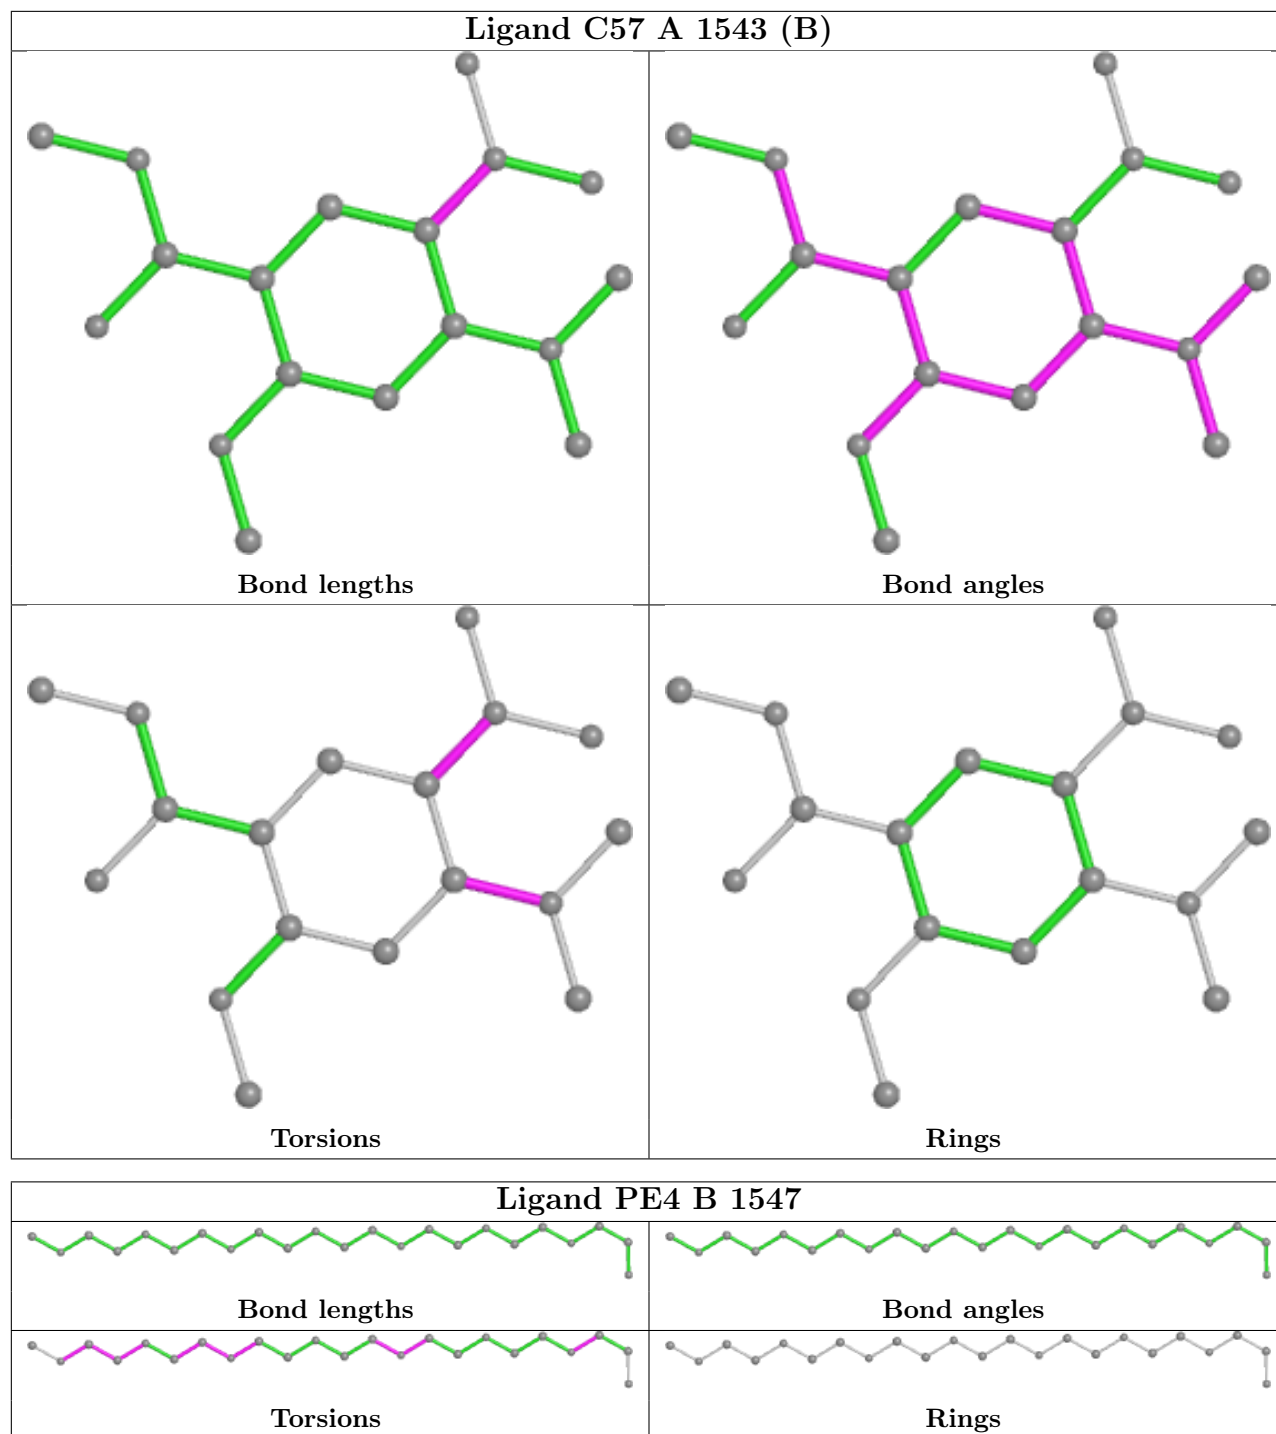 Ligand C57 A 1543 (B)
Bond lengths
Bond angles
Torsions
Rings
Ligand PE4 B 1547
Bond lengths
Bond angles
Torsions
Rings